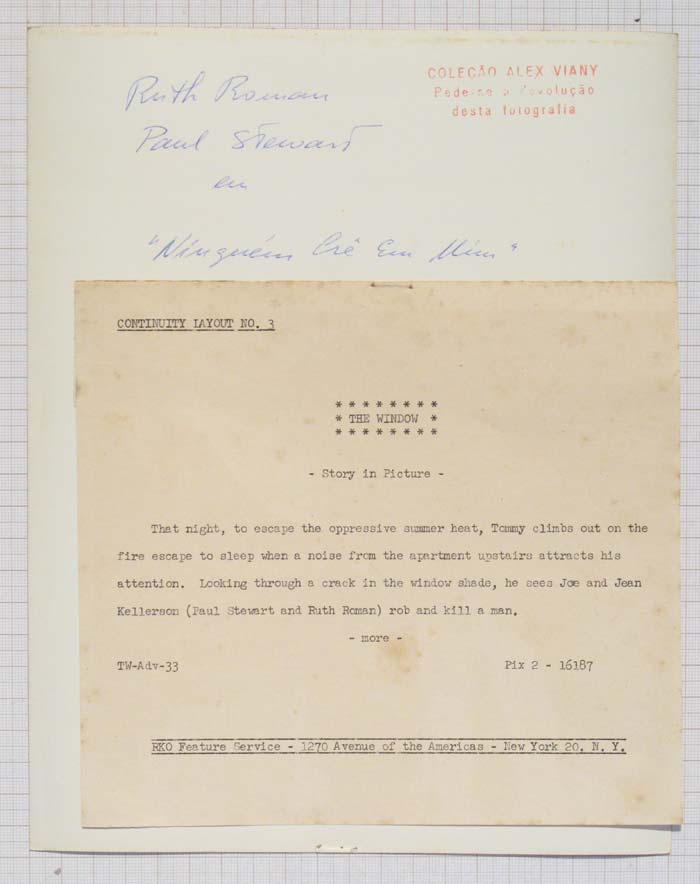 Ruth Roman
Paul Stewart
em
"Ninguém Crê Em Mim"
COLEÇÃO ALEX VIANY
Pede-se a devolução
desta fotografia
CONTINUITY LAYOUT NO. 3
* * * * * * * *
* THE WINDOW *
* * * * * * * *
- Story in Picture -
That night, to escape the oppressive summer heat, Tommy climbs out on the
fire escape to sleep when a noise from the apartment upstairs attracts his
attention. Looking through a crack in the window shade, he sees Joe and Jean
Kellerson (Paul Stewart and Ruth Roman) rob and kill a man.
- more -
TW-Adv-33 Pix 2 - 16187
RKO Feature Service - 1270 Avenue of the Americas - New York 20, N. Y.